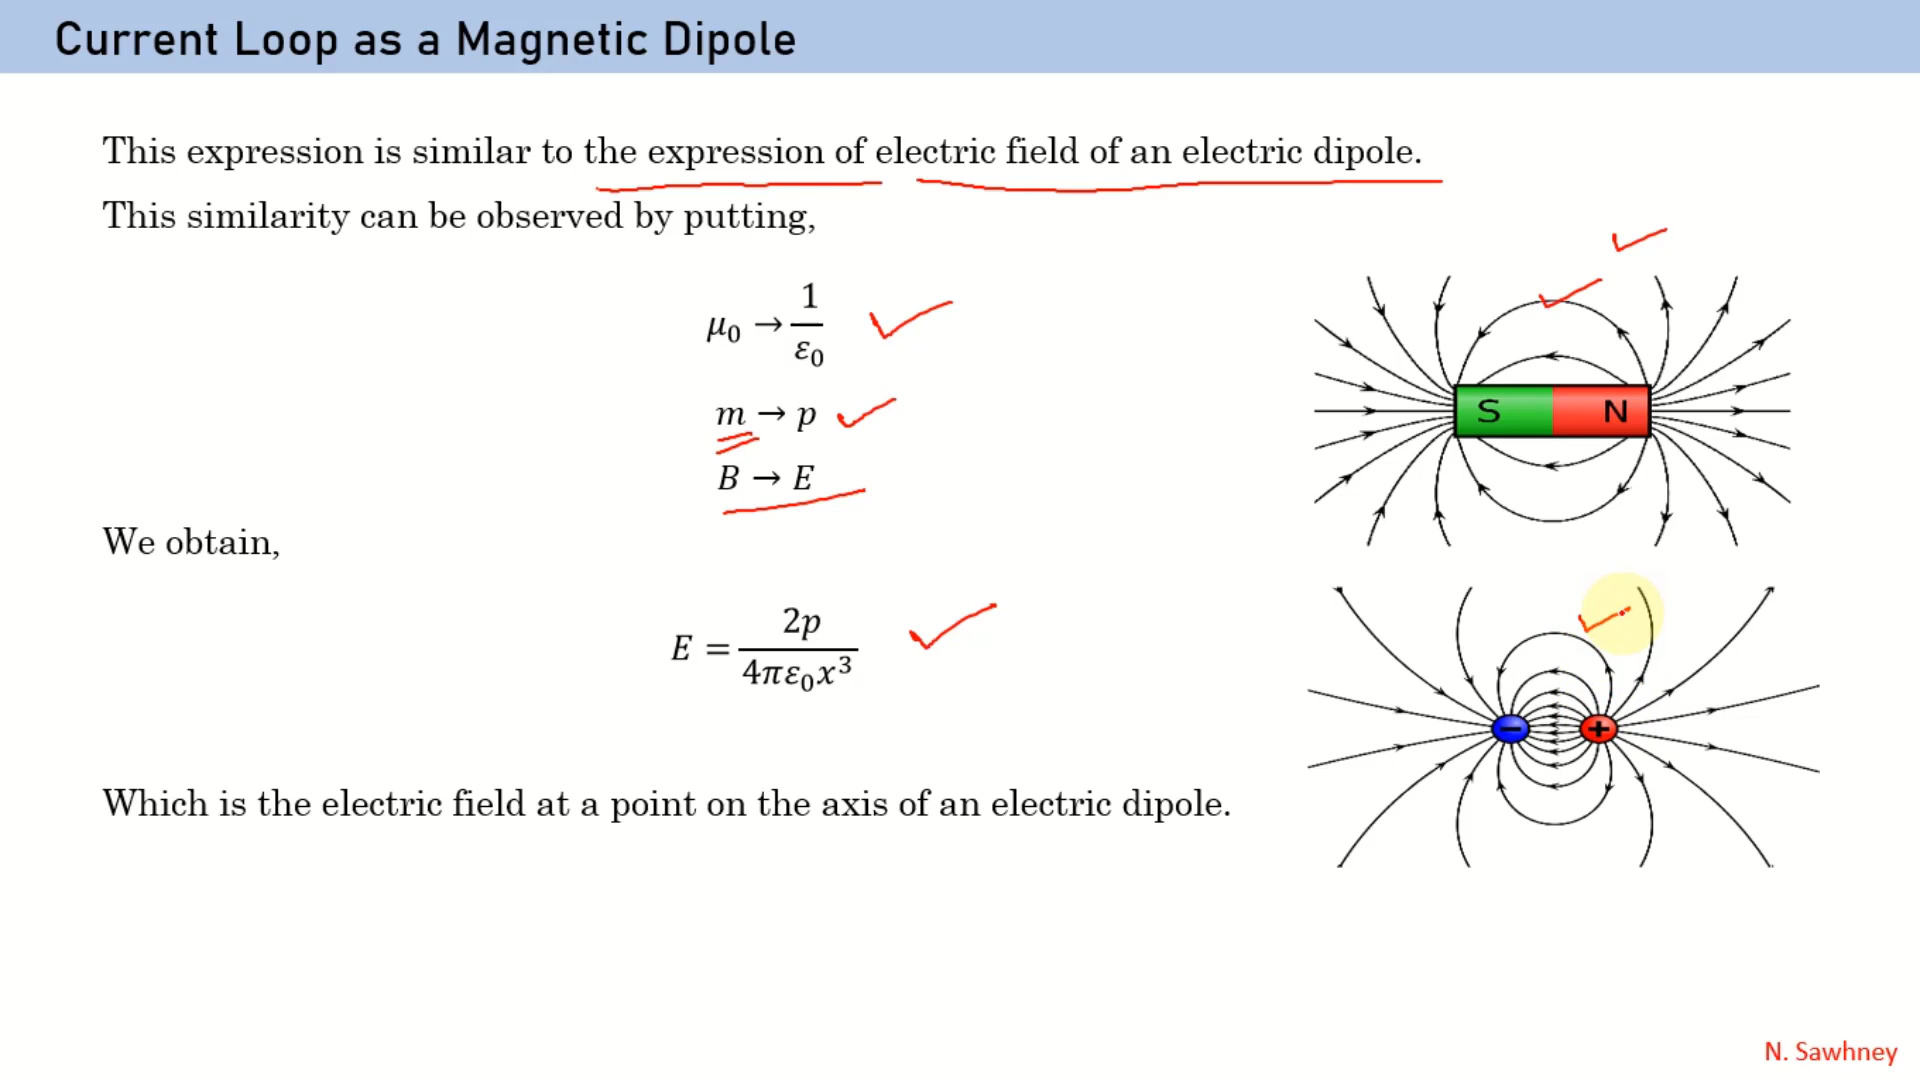 Current Loop as a Magnetic Dipole
This expression is similar to the expression of electric field of an electric dipole.
This similarity can be observed by putting,
μ₀ → 1/ε₀
m → p
B → E
We obtain,
E = 2p/4πε₀x³
Which is the electric field at a point on the axis of an electric dipole.
S N
− +
N. Sawhney